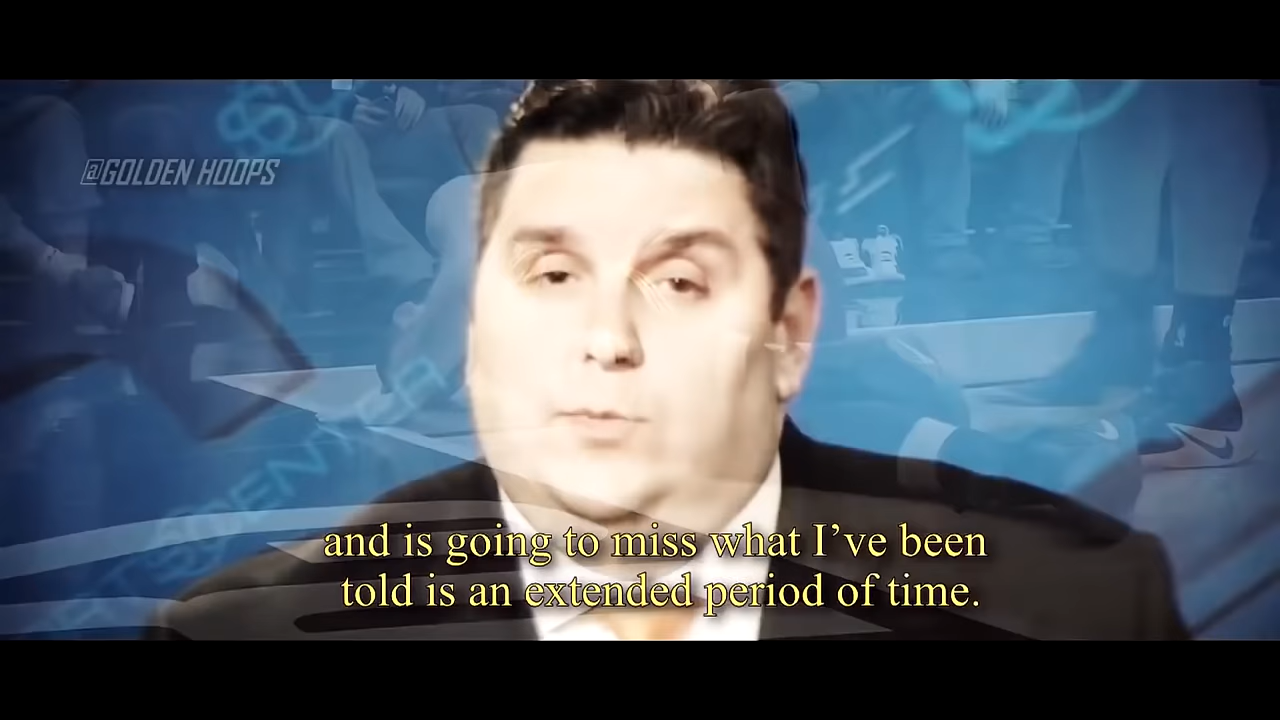 @GOLDEN HOOPS
and is going to miss what I’ve been
told is an extended period of time.